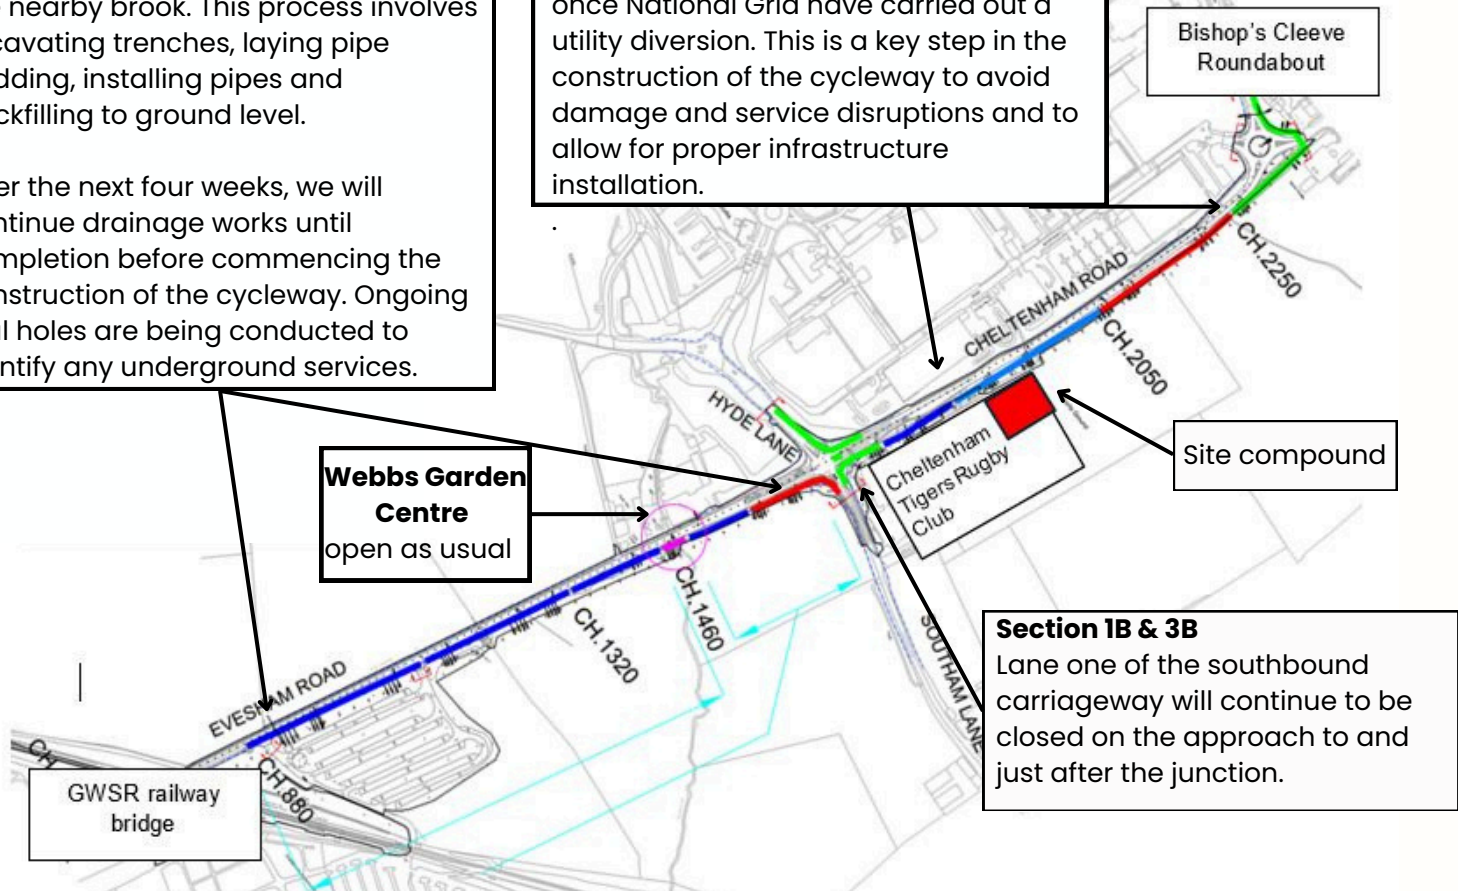 nearby brook. This process involves
cavating trenches, laying pipe
dding, installing pipes and
ckfilling to ground level.
er the next four weeks, we will
ntinue drainage works until
mpletion before commencing the
nstruction of the cycleway. Ongoing
l holes are being conducted to
ntify any underground services.
once National Grid have carried out a
utility diversion. This is a key step in the
construction of the cycleway to avoid
damage and service disruptions and to
allow for proper infrastructure
installation.
.
Bishop's Cleeve
Roundabout
CH.2250
CHELTENHAM ROAD
CH.2050
HYDE LANE
Site compound
Cheltenham
Tigers Rugby
Club
Webbs Garden
Centre
open as usual
CH.1460
CH.1320
SOUTHAM LANE
Section 1B & 3B
Lane one of the southbound
carriageway will continue to be
closed on the approach to and
just after the junction.
EVESHAM ROAD
CH.
CH.880
GWSR railway
bridge